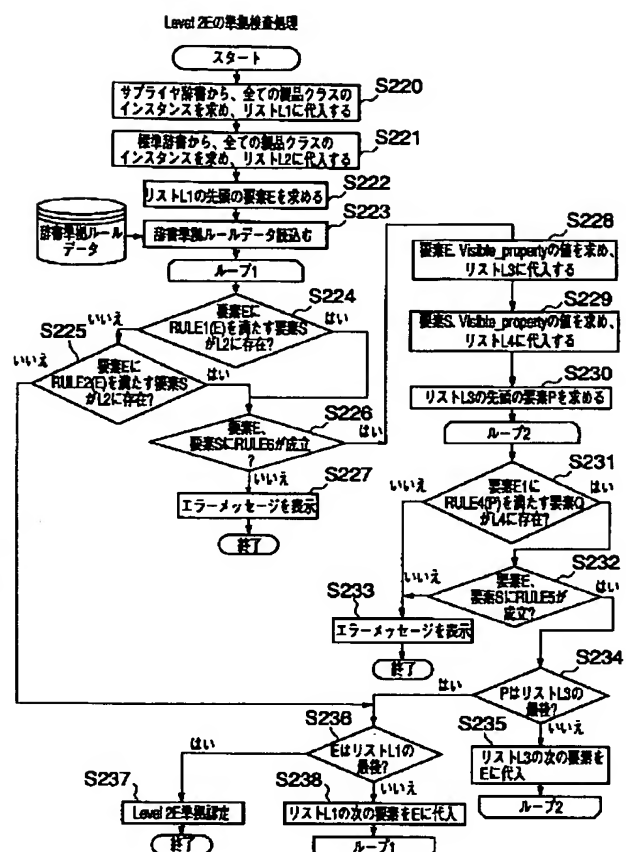 Level 2Eの準拠検査処理
スタート
S220
サプライヤ辞書から、全ての製品クラスの
インスタンスを求め、リストL1に代入する
S221
標準辞書から、全ての製品クラスの
インスタンスを求め、リストL2に代入する
S222
リストL1の先頭の要素Eを求める
S223
辞書準拠ルール
データ
辞書準拠ルールデータ読込む
ループ1
S224
要素Eに
RULE1(E)を満たす要素S
がL2に存在?
いいえ
はい
S225
要素Eに
RULE2(E)を満たす要素S
がL2に存在?
いいえ
はい
S226
要素E、
要素SにRULE6が成立
?
はい
いいえ
S227
エラーメッセージを表示
終了
S228
要素E. Visible_propertyの値を求め、
リストL3に代入する
S229
要素S. Visible_propertyの値を求め、
リストL4に代入する
S230
リストL3の先頭の要素Pを求める
ループ2
S231
要素E1に
RULE4(P)を満たす要素Q
がL4に存在?
いいえ
はい
S232
要素E、
要素SにRULE5が
成立?
いいえ
はい
S233
エラーメッセージを表示
終了
S234
PはリストL3の
最後?
はい
いいえ
S235
リストL3の次の要素を
Eに代入
ループ2
S236
EはリストL1の
最後?
はい
いいえ
S237
Level 2E準拠認定
終了
S238
リストL1の次の要素をEに代入
ループ1